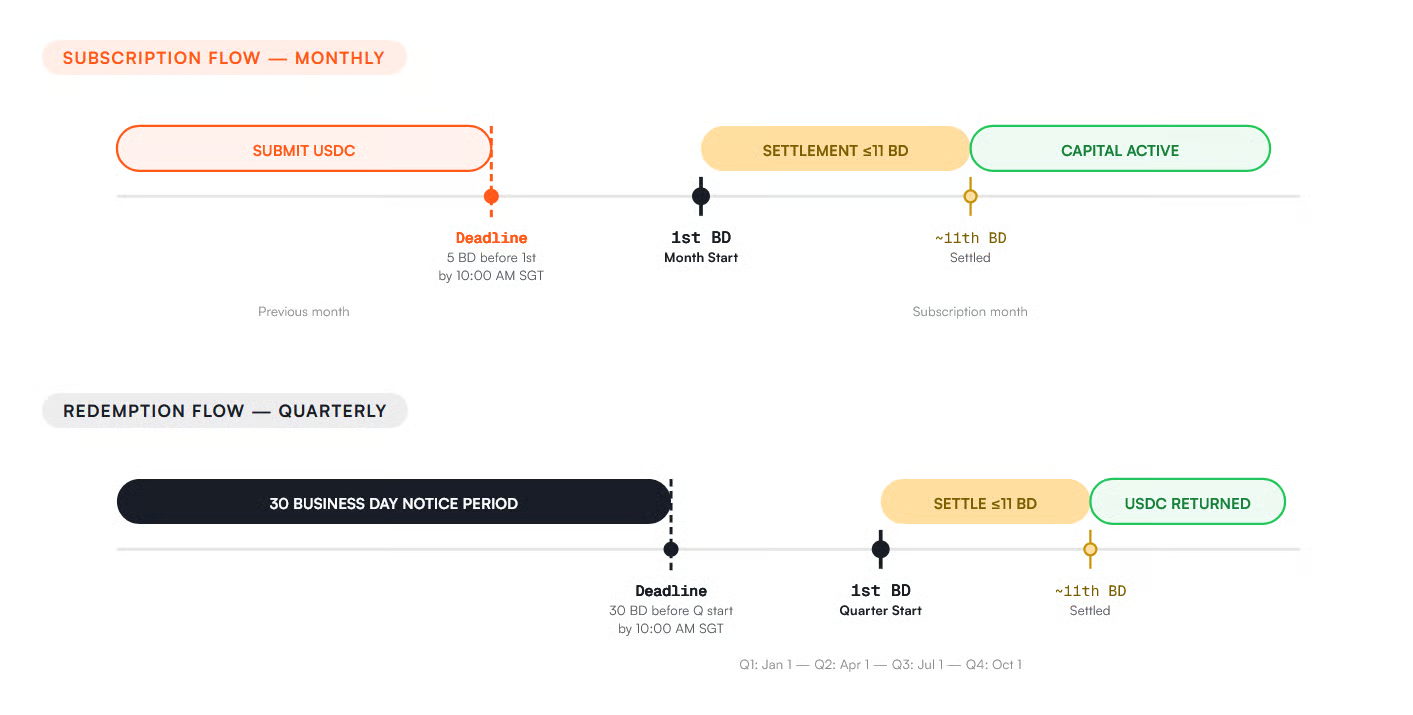 SUBSCRIPTION FLOW — MONTHLY
SUBMIT USDC
SETTLEMENT ≤11 BD
CAPITAL ACTIVE
Deadline
5 BD before 1st
by 10:00 AM SGT
1st BD
Month Start
~11th BD
Settled
Previous month
Subscription month
REDEMPTION FLOW — QUARTERLY
30 BUSINESS DAY NOTICE PERIOD
SETTLE ≤11 BD
USDC RETURNED
Deadline
30 BD before Q start
by 10:00 AM SGT
1st BD
Quarter Start
~11th BD
Settled
Q1: Jan 1 — Q2: Apr 1 — Q3: Jul 1 — Q4: Oct 1